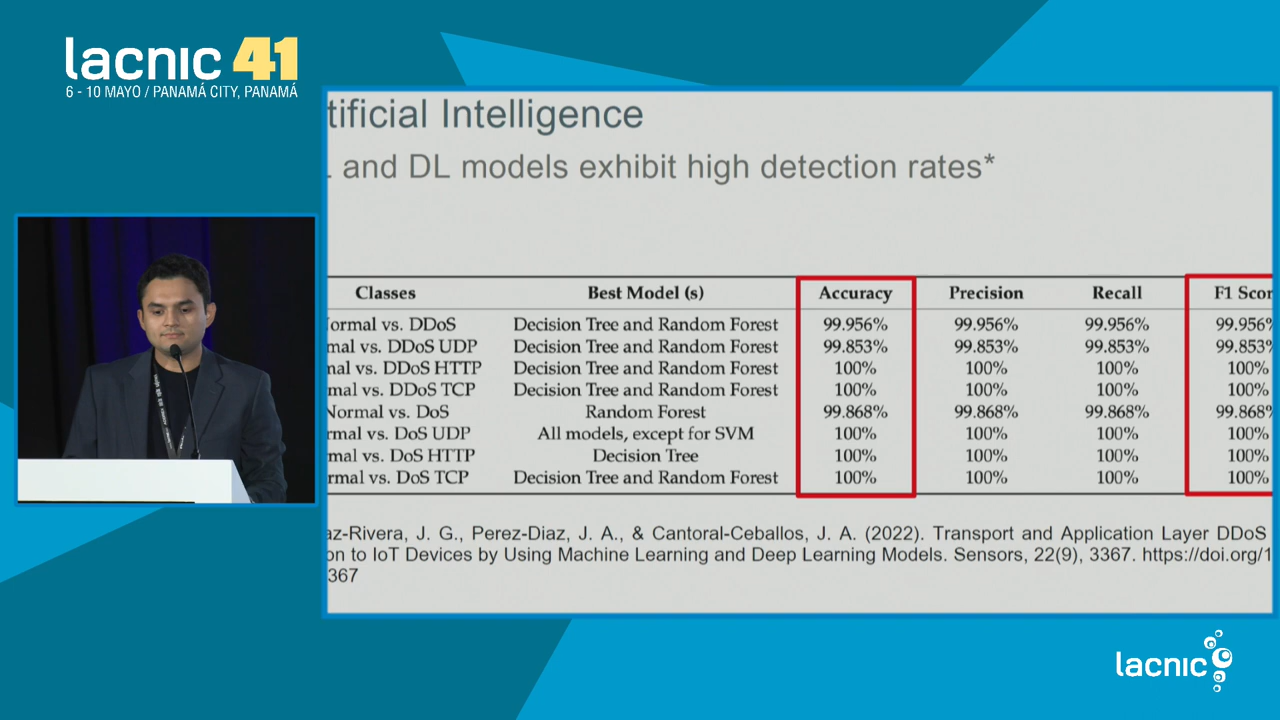 lacnic 41
6 - 10 MAYO / PANAMÁ CITY, PANAMÁ
tificial Intelligence
and DL models exhibit high detection rates*
Classes Best Model (s) Accuracy Precision Recall F1 Scor
ormal vs. DDoS Decision Tree and Random Forest 99.956% 99.956% 99.956% 99.956%
mal vs. DDoS UDP Decision Tree and Random Forest 99.853% 99.853% 99.853% 99.853%
nal vs. DDoS HTTP Decision Tree and Random Forest 100% 100% 100% 100%
mal vs. DDoS TCP Decision Tree and Random Forest 100% 100% 100% 100%
Normal vs. DoS Random Forest 99.868% 99.868% 99.868% 99.868%
rmal vs. DoS UDP All models, except for SVM 100% 100% 100% 100%
mal vs. DoS HTTP Decision Tree 100% 100% 100% 100%
rmal vs. DoS TCP Decision Tree and Random Forest 100% 100% 100% 100%
az-Rivera, J. G., Perez-Diaz, J. A., & Cantoral-Ceballos, J. A. (2022). Transport and Application Layer DDoS
on to IoT Devices by Using Machine Learning and Deep Learning Models. Sensors, 22(9), 3367. https://doi.org/1
367
lacnic